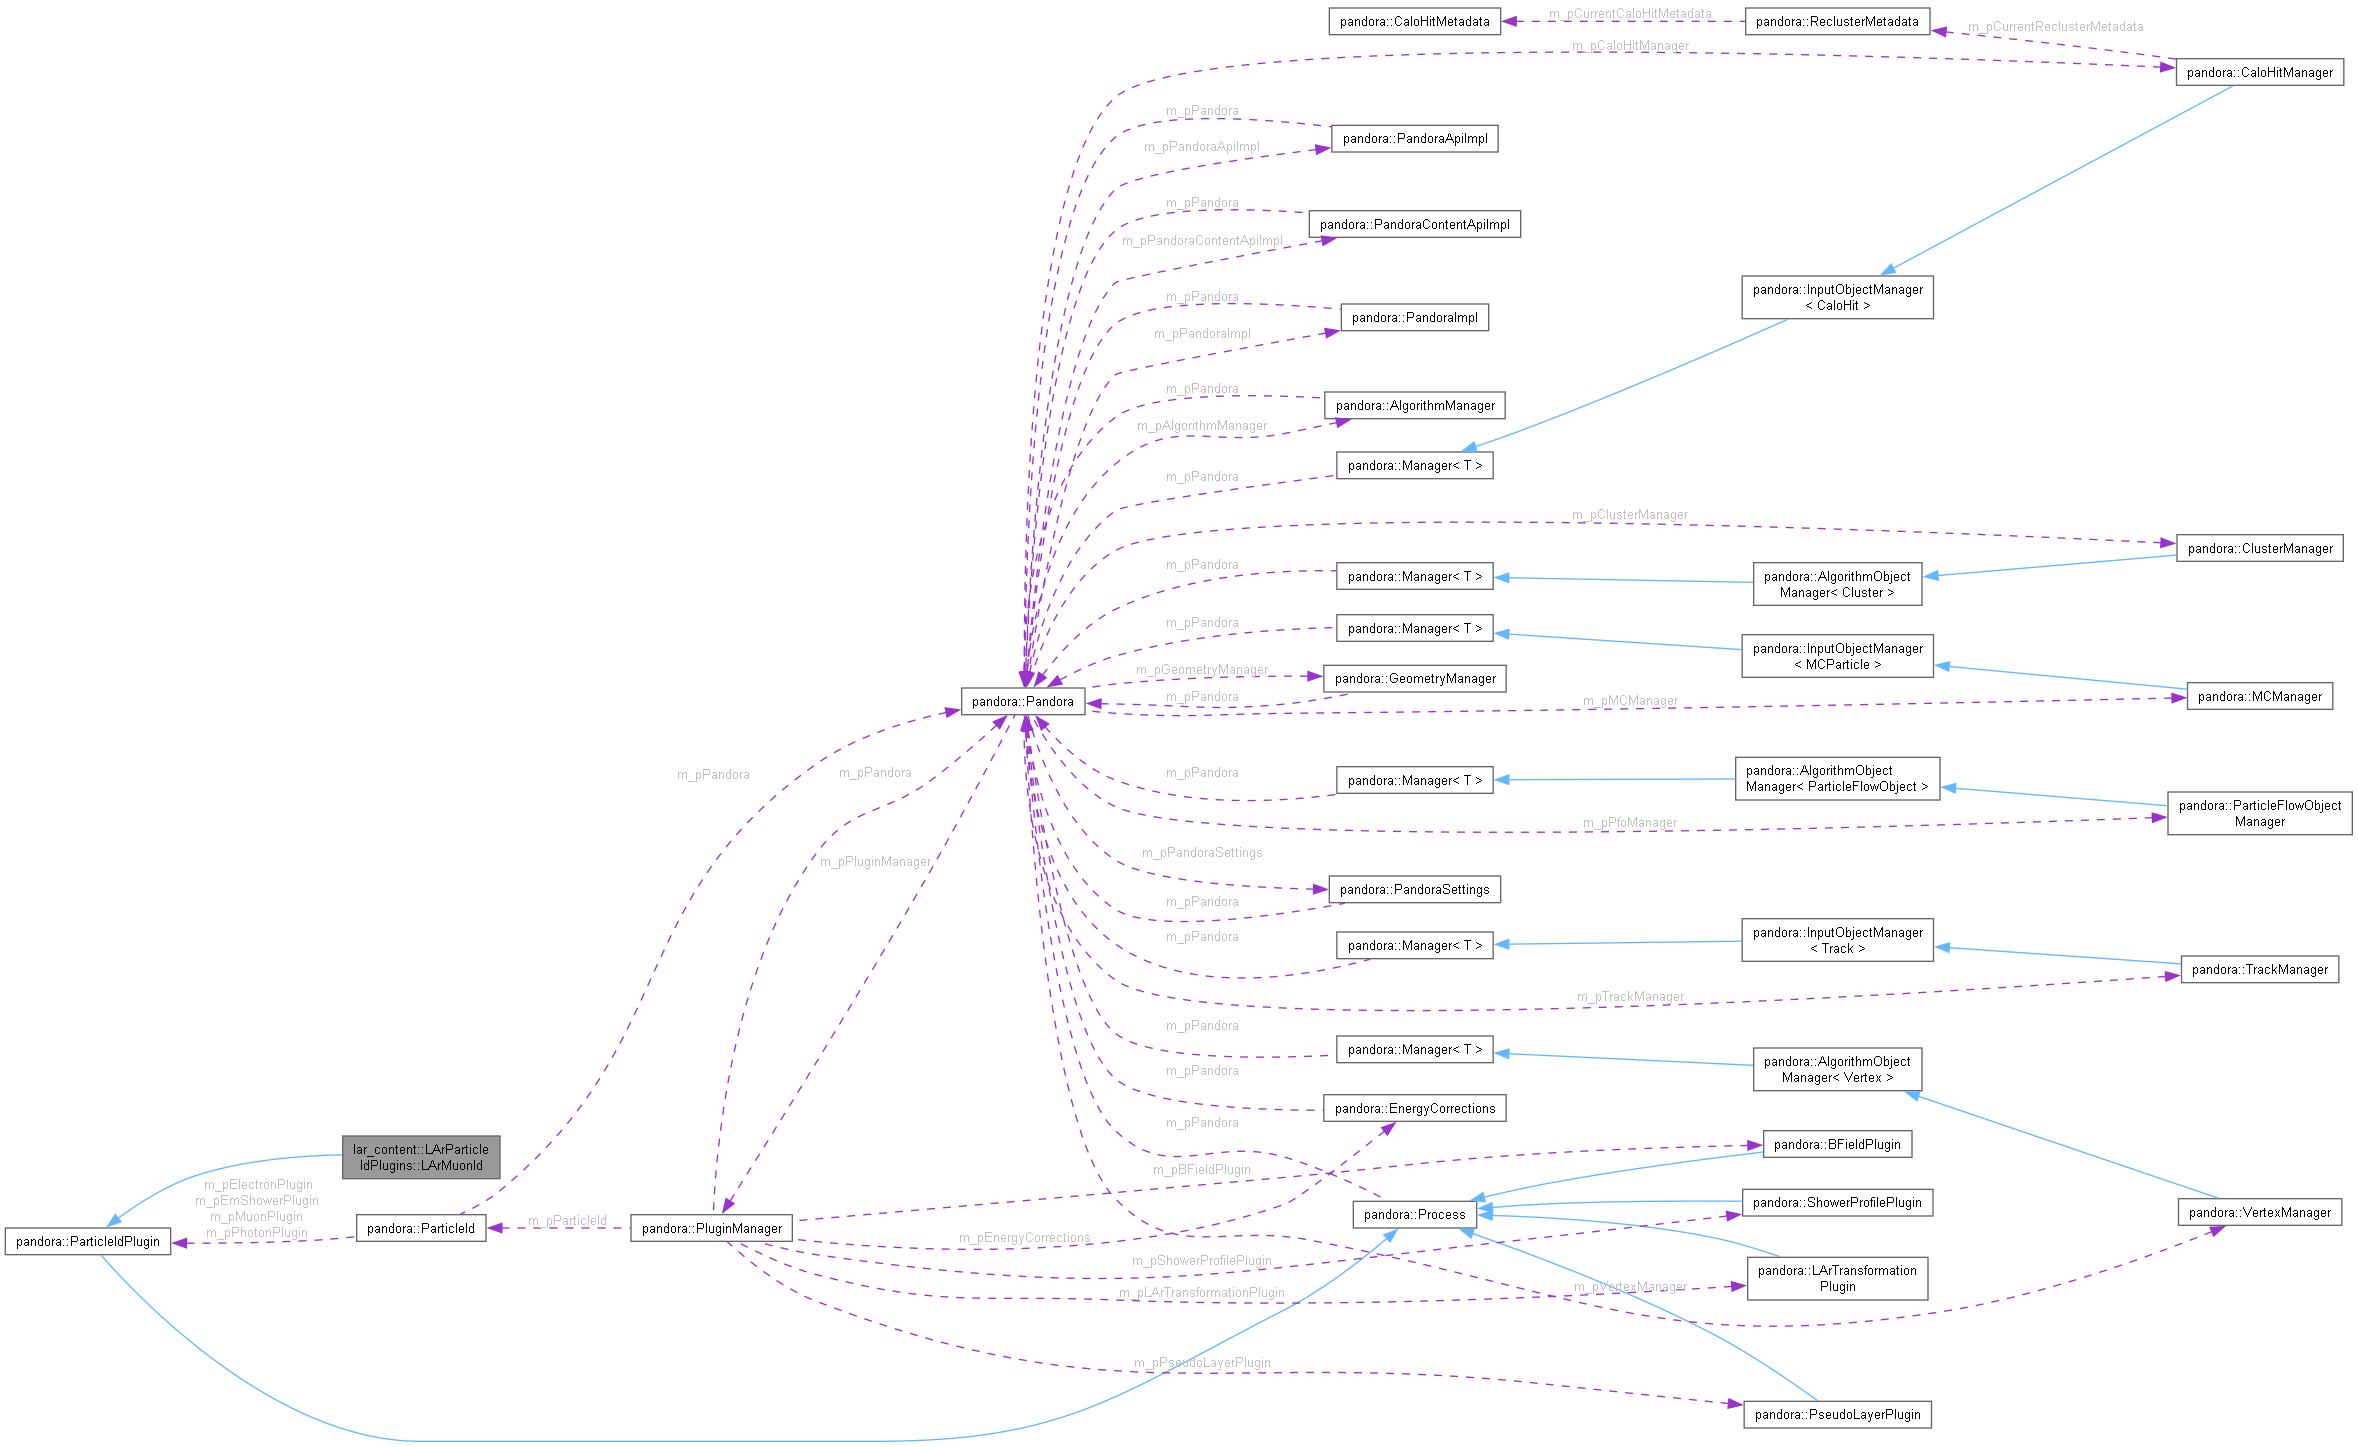 pandora::CaloHitMetadata
m_pCurrentCaloHitMetadata
pandora::ReclusterMetadata
m_pCurrentReclusterMetadata
m_pCaloHitManager
pandora::CaloHitManager
m_pPandora
pandora::PandoraApiImpl
m_pPandoraApiImpl
m_pPandora
pandora::PandoraContentApiImpl
m_pPandoraContentApiImpl
pandora::InputObjectManager
< CaloHit >
m_pPandora
pandora::PandoraImpl
m_pPandoraImpl
m_pPandora
pandora::AlgorithmManager
m_pAlgorithmManager
pandora::Manager< T >
m_pPandora
m_pClusterManager
pandora::ClusterManager
m_pPandora
pandora::Manager< T >
pandora::AlgorithmObject
Manager< Cluster >
m_pPandora
pandora::Manager< T >
pandora::InputObjectManager
< MCParticle >
m_pGeometryManager
pandora::GeometryManager
m_pPandora
pandora::Pandora
m_pMCManager
pandora::MCManager
m_pPandora
m_pPandora
m_pPandora
pandora::Manager< T >
pandora::AlgorithmObject
Manager< ParticleFlowObject >
pandora::ParticleFlowObject
Manager
m_pPfoManager
m_pPluginManager
m_pPandoraSettings
pandora::PandoraSettings
m_pPandora
m_pPandora
pandora::Manager< T >
pandora::InputObjectManager
< Track >
pandora::TrackManager
m_pTrackManager
m_pPandora
pandora::Manager< T >
pandora::AlgorithmObject
Manager< Vertex >
m_pPandora
pandora::EnergyCorrections
m_pPandora
pandora::BFieldPlugin
lar_content::LArParticle
IdPlugins::LArMuonId
m_pBFieldPlugin
m_pElectronPlugin
m_pEmShowerPlugin
m_pMuonPlugin
m_pPhotonPlugin
pandora::ParticleIdPlugin
pandora::ParticleId
m_pParticleId
pandora::PluginManager
pandora::Process
pandora::ShowerProfilePlugin
pandora::VertexManager
m_pEnergyCorrections
m_pShowerProfilePlugin
pandora::LArTransformation
Plugin
m_pLArTransformationPlugin
m_pVertexManager
m_pPseudoLayerPlugin
pandora::PseudoLayerPlugin